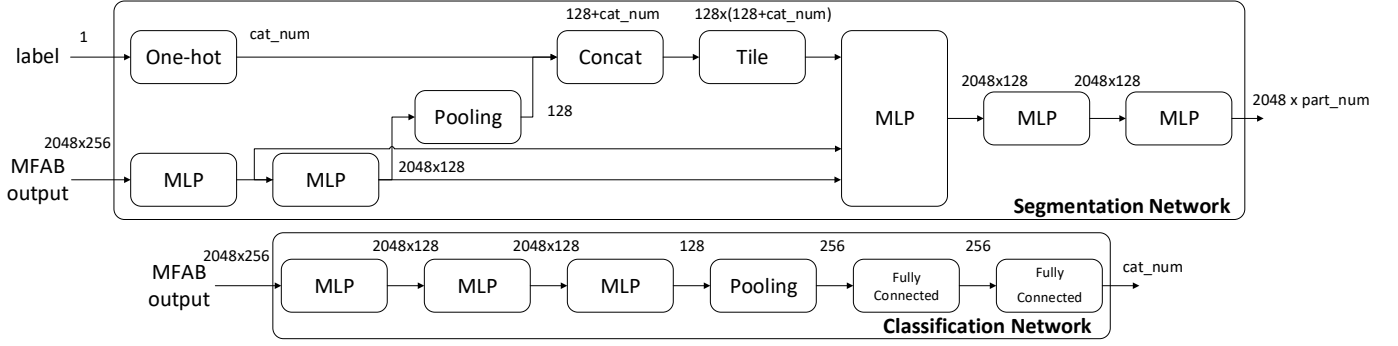 128+cat_num
128x(128+cat_num)
1
cat_num
label
One-hot
Concat
Tile
2048x128
2048x128
2048 x part_num
Pooling
128
MLP
MLP
MLP
2048x256
MFAB
output
MLP
MLP
2048x128
Segmentation Network
2048x256
2048x128
2048x128
128
256
256
cat_num
MFAB
output
MLP
MLP
MLP
Pooling
Fully
Connected
Fully
Connected
Classification Network